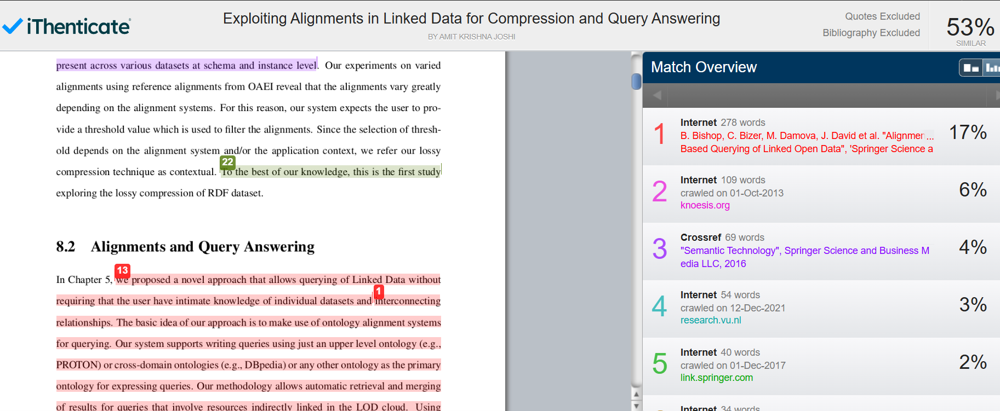 iThenticate®
Exploiting Alignments in Linked Data for Compression and Query Answering
BY AMIT KRISHNA JOSHI
Quotes Excluded
Bibliography Excluded
53%
SIMILAR
present across various datasets at schema and instance level. Our experiments on varied
alignments using reference alignments from OAEI reveal that the alignments vary greatly
depending on the alignment systems. For this reason, our system expects the user to pro-
vide a threshold value which is used to filter the alignments. Since the selection of thresh-
old depends on the alignment system and/or the application context, we refer our lossy
22
compression technique as contextual. To the best of our knowledge, this is the first study
exploring the lossy compression of RDF dataset.
8.2 Alignments and Query Answering
13
In Chapter 5, we proposed a novel approach that allows querying of Linked Data without
1
requiring that the user have intimate knowledge of individual datasets and interconnecting
relationships. The basic idea of our approach is to make use of ontology alignment systems
for querying. Our system supports writing queries using just an upper level ontology (e.g.,
PROTON) or cross-domain ontologies (e.g., DBpedia) or any other ontology as the primary
ontology for expressing queries. Our methodology allows automatic retrieval and merging
of results for queries that involve resources indirectly linked in the LOD cloud. Using
Match Overview
1
Internet 278 words
B. Bishop, C. Bizer, M. Damova, J. David et al. "Alignmen ...
Based Querying of Linked Open Data", 'Springer Science a
17%
2
Internet 109 words
crawled on 01-Oct-2013
knoesis.org
6%
3
Crossref 69 words
"Semantic Technology", Springer Science and Business M
edia LLC, 2016
4%
4
Internet 54 words
crawled on 12-Dec-2021
research.vu.nl
3%
5
Internet 40 words
crawled on 01-Dec-2017
link.springer.com
2%
Internet 34 words